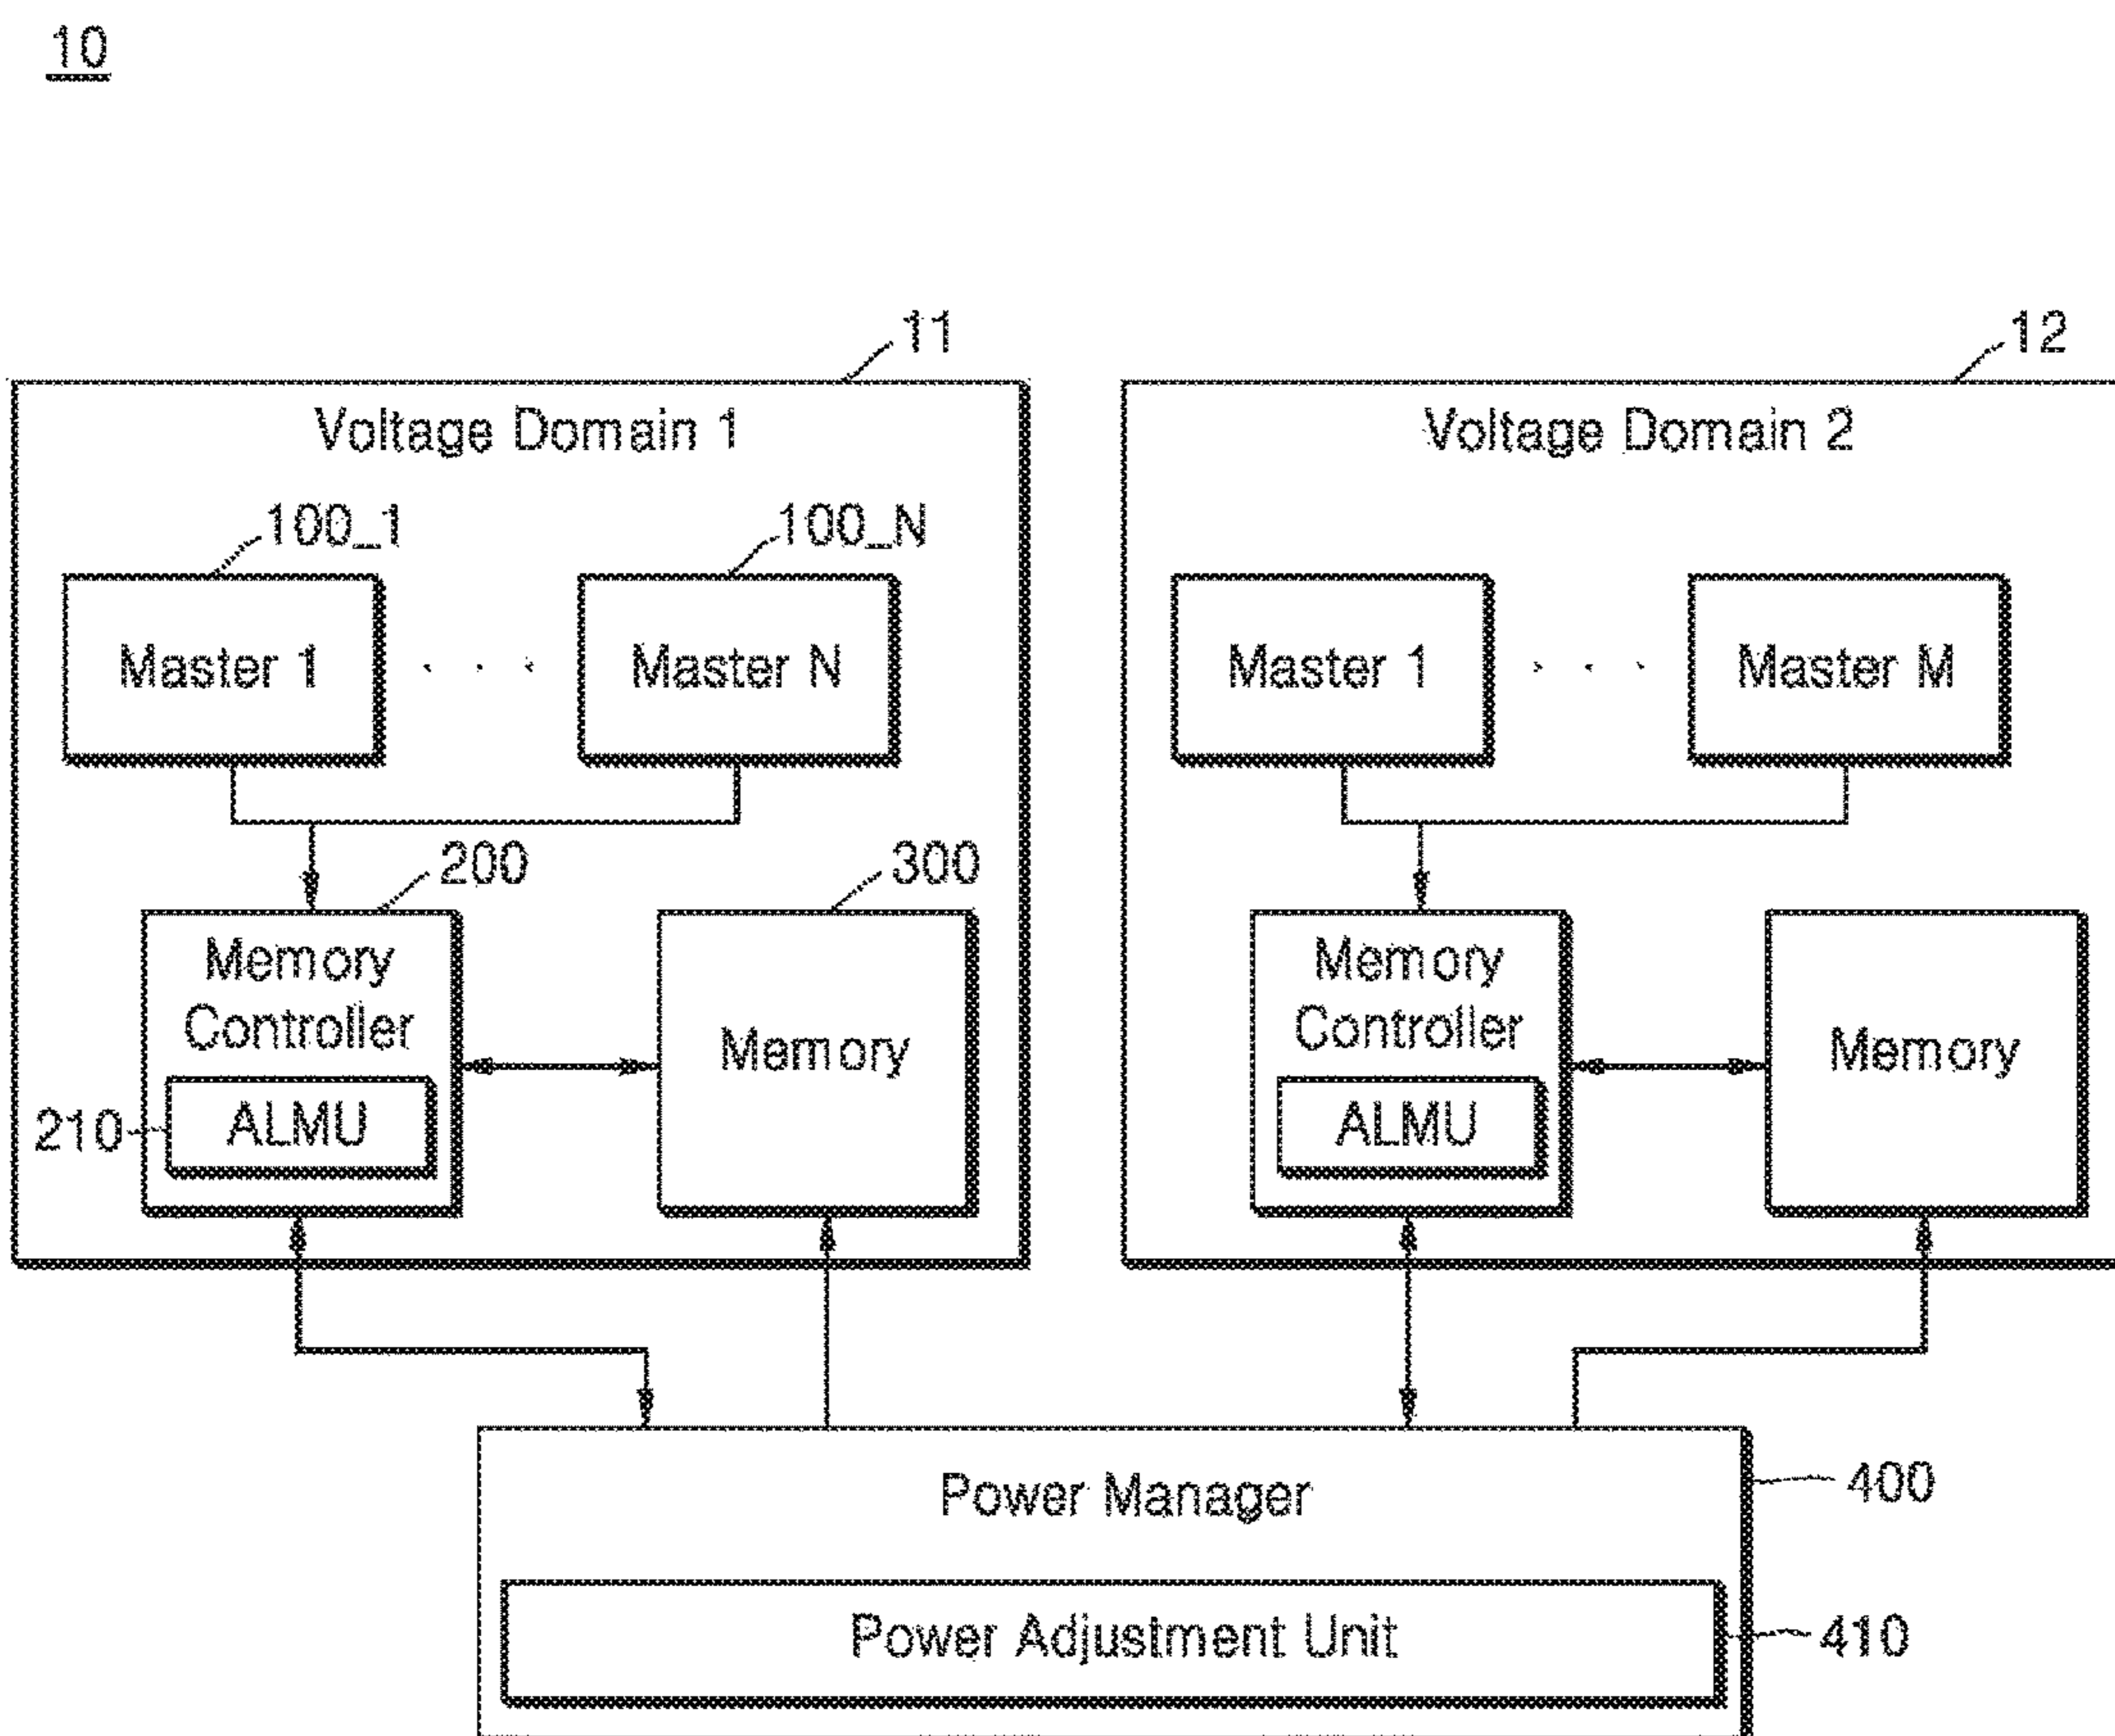 10
11
12
Voltage Domain 1
Voltage Domain 2
100_1
100_N
Master 1
. . .
Master N
Master 1
. . .
Master M
200
300
Memory
Controller
Memory
210
ALMU
Memory
Controller
Memory
ALMU
Power Manager
400
Power Adjustment Unit
410